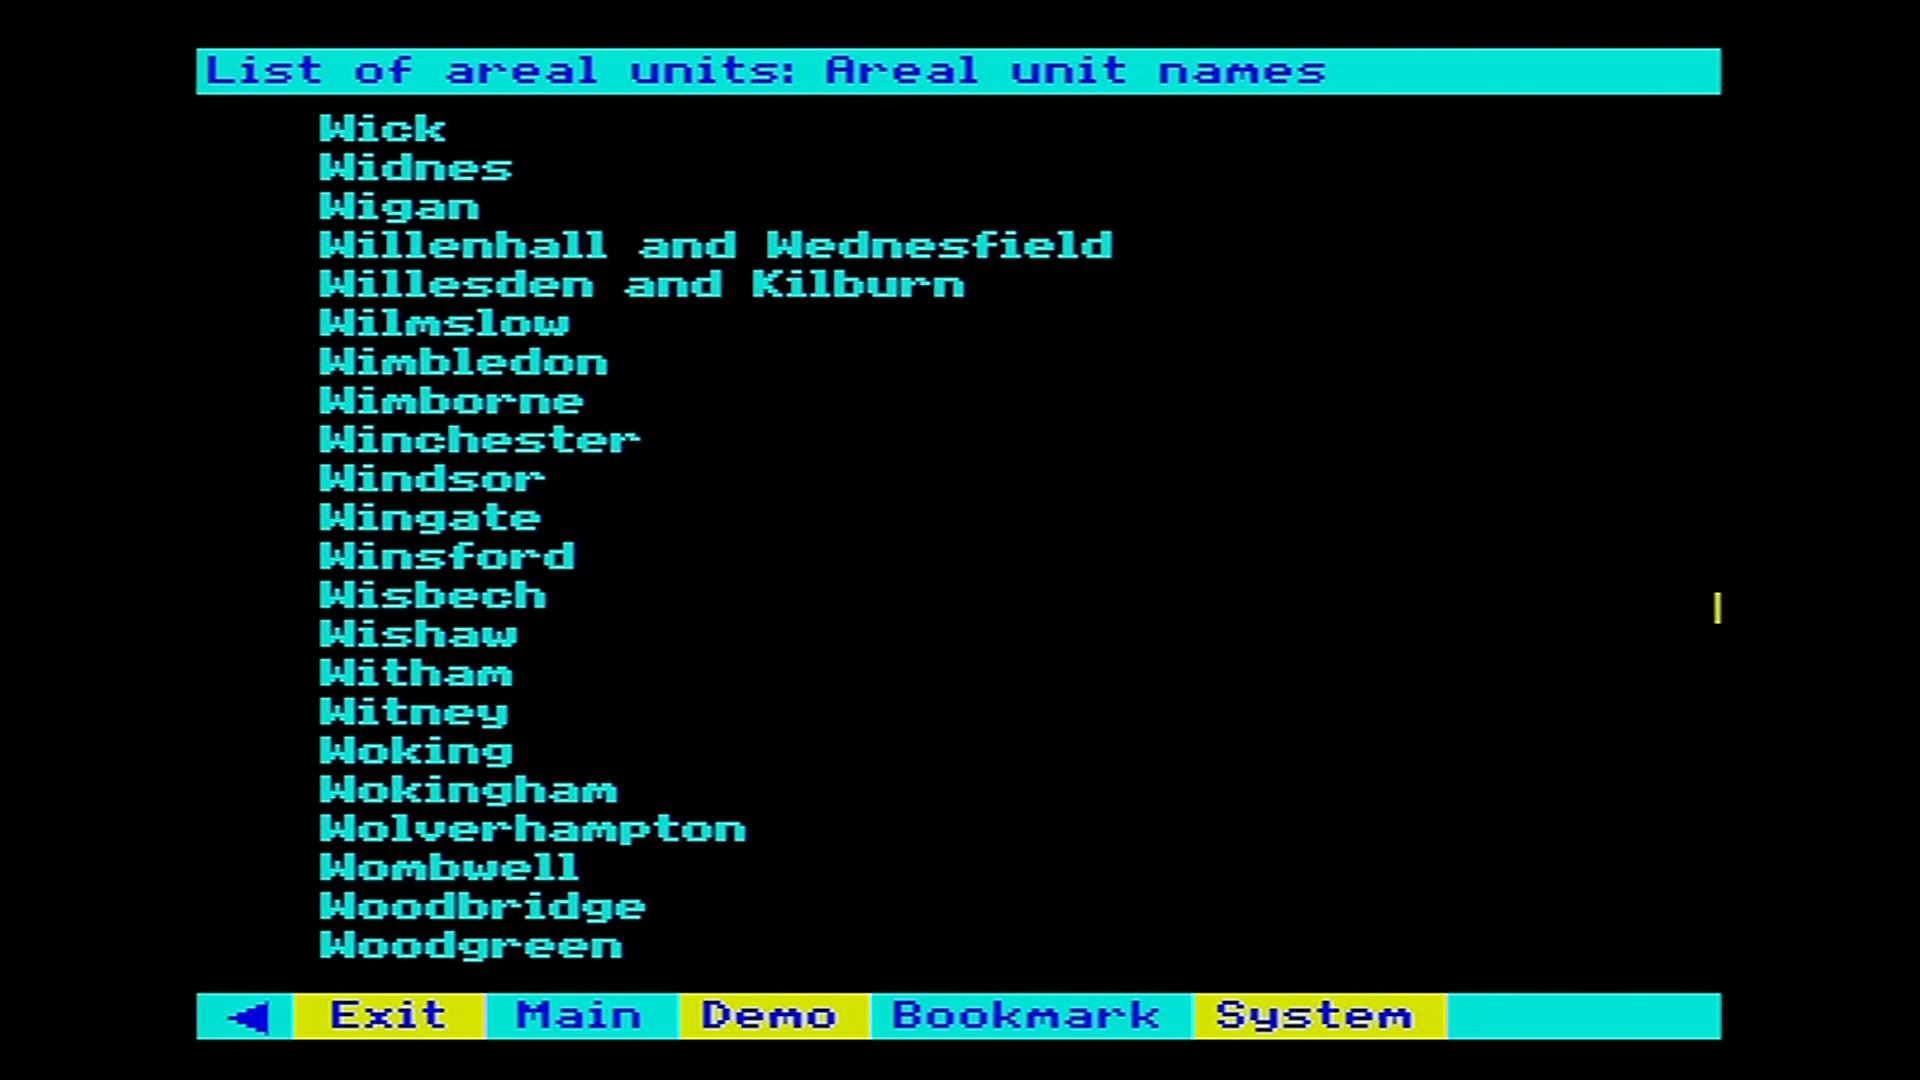 List of areal units: Areal unit names
Wick
Widnes
Wigan
Willenhall and Wednesfield
Willesden and Kilburn
Wilmslow
Wimbledon
Wimborne
Winchester
Windsor
Wingate
Winsford
Wisbech
Wishaw
Witham
Witney
Woking
Wokingham
Wolverhampton
Wombwell
Woodbridge
Woodgreen
Exit Main Demo Bookmark System